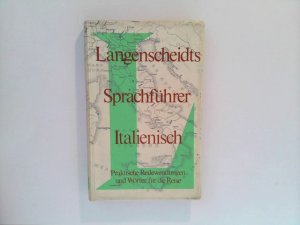 Langenscheidts
Sprachführer
Italienisch
Praktische Redewendungen
und Wörter für die Reise